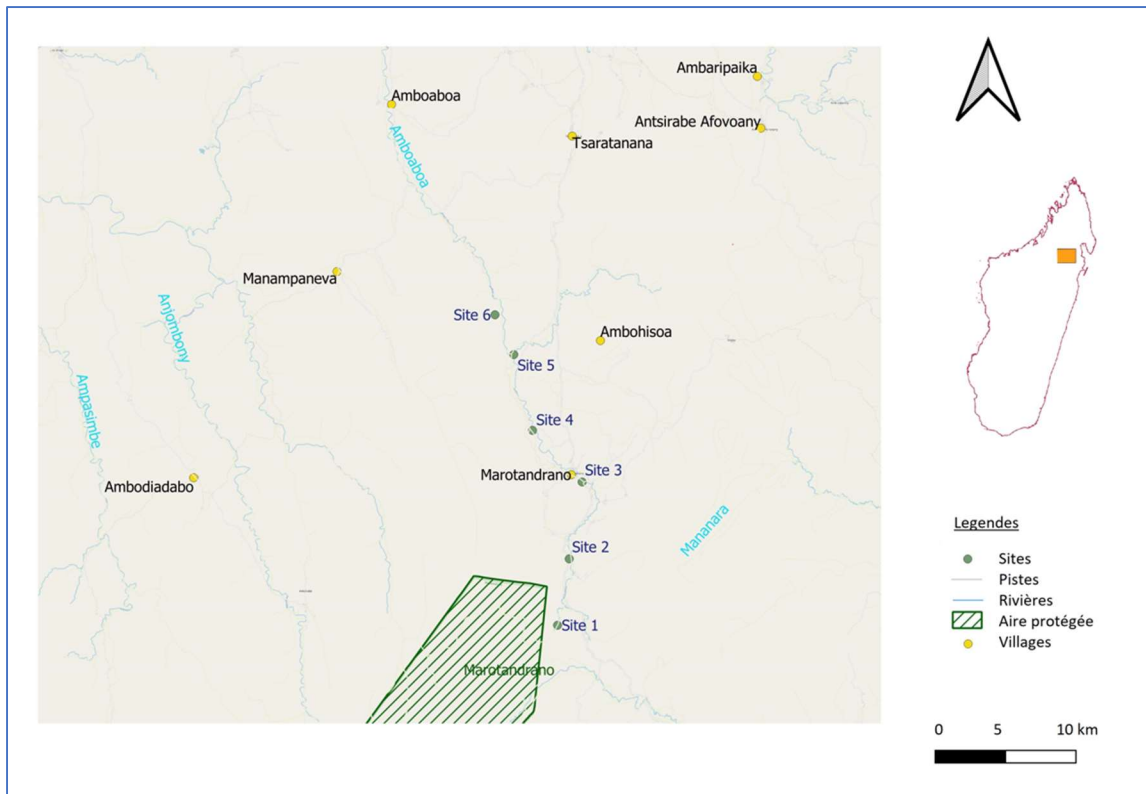 Ambaripaika
Amboaboa
Antsirabe Afovoany
Tsaratanana
Amboaboa
Manampaneva
Anjombony
Site 6
Ambohisoa
Site 5
Ampasimbe
Site 4
Marotandrano
Site 3
Ambodiadabo
Mananara
Site 2
Site 1
Marotandrano
Legendes
Sites
Pistes
Rivières
Aire protégée
Villages
0 5 10 km